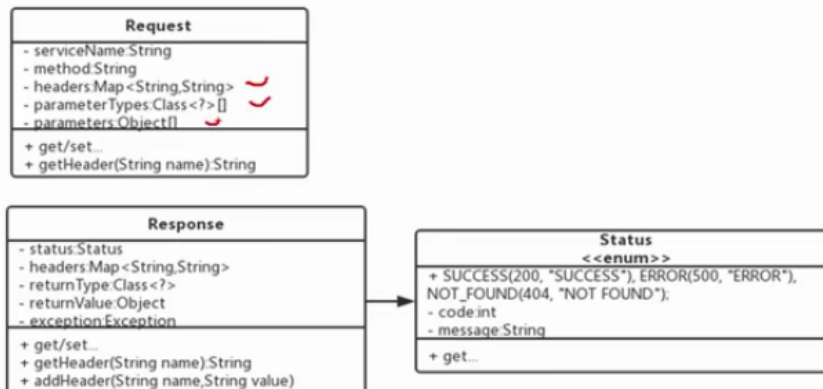 Request
- serviceName:String
- method:String
- headers:Map<String,String>
- parameterTypes:Class<?>[]
- parameters:Object[]
+ get/set...
+ getHeader(String name):String
Response
- status:Status
- headers:Map<String,String>
- returnType:Class<?>
- returnValue:Object
- exception:Exception
+ get/set...
+ getHeader(String name):String
+ addHeader(String name,String value)
Status
<<enum>>
+ SUCCESS(200, "SUCCESS"), ERROR(500, "ERROR"),
NOT_FOUND(404, "NOT FOUND");
- code:int
- message:String
+ get...